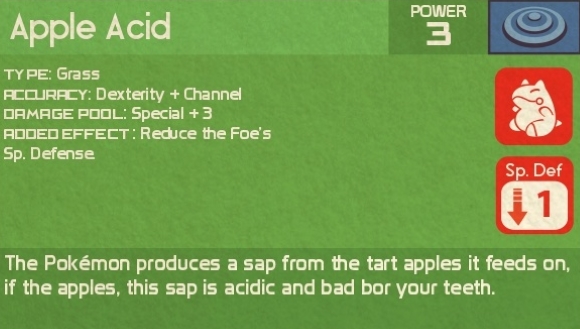 Apple Acid
POWER
3
TYPE: Grass
ACCURACY: Dexterity + Channel
DAMAGE POOL: Special + 3
ADDED EFFECT: Reduce the Foe's
Sp. Defense.
Sp. Def
1
The Pokémon produces a sap from the tart apples it feeds on,
if the apples, this sap is acidic and bad bor your teeth.